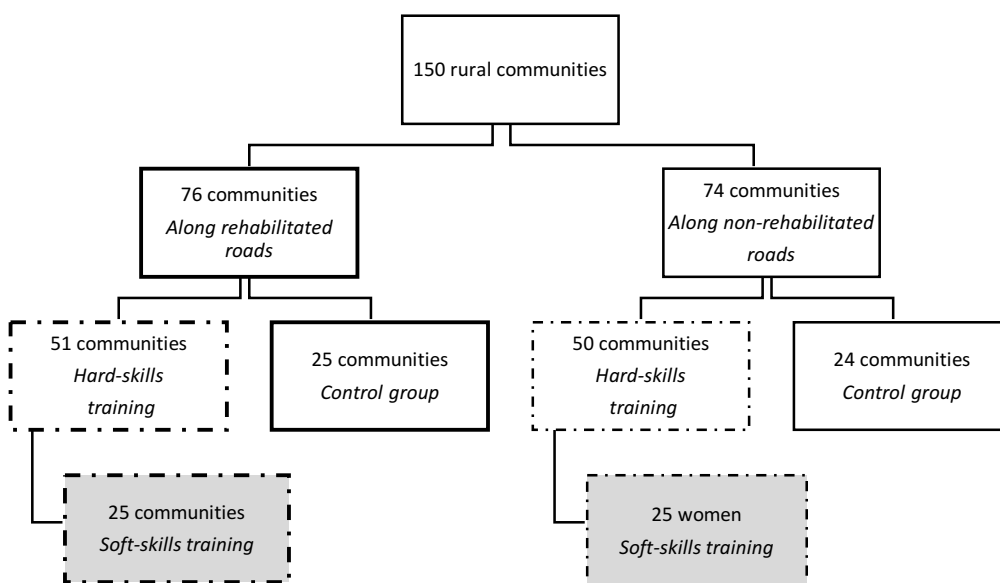 150 rural communities
76 communities
Along rehabilitated
roads
74 communities
Along non-rehabilitated
roads
51 communities
Hard-skills
training
25 communities
Control group
50 communities
Hard-skills
training
24 communities
Control group
25 communities
Soft-skills training
25 women
Soft-skills training